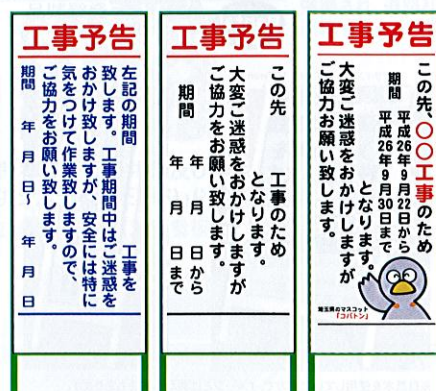 工事予告
左記の期間　　　　工事を
致します。工事期間中はご迷惑を
おかけ致しますが、安全には特に
気をつけて作業致しますので、
ご協力をお願い致します。
期間　年　月　日〜　年　月　日
工事予告
この先　　　工事のため
となります。
大変ご迷惑をおかけしますが
ご協力をお願い致します。
期間　年　月　日から
年　月　日まで
工事予告
この先、〇〇工事のため
期間　平成26年9月22日から
平成26年9月30日まで
となります。
大変ご迷惑をおかけしますが
ご協力お願い致します。
埼玉県のマスコット
「コバトン」